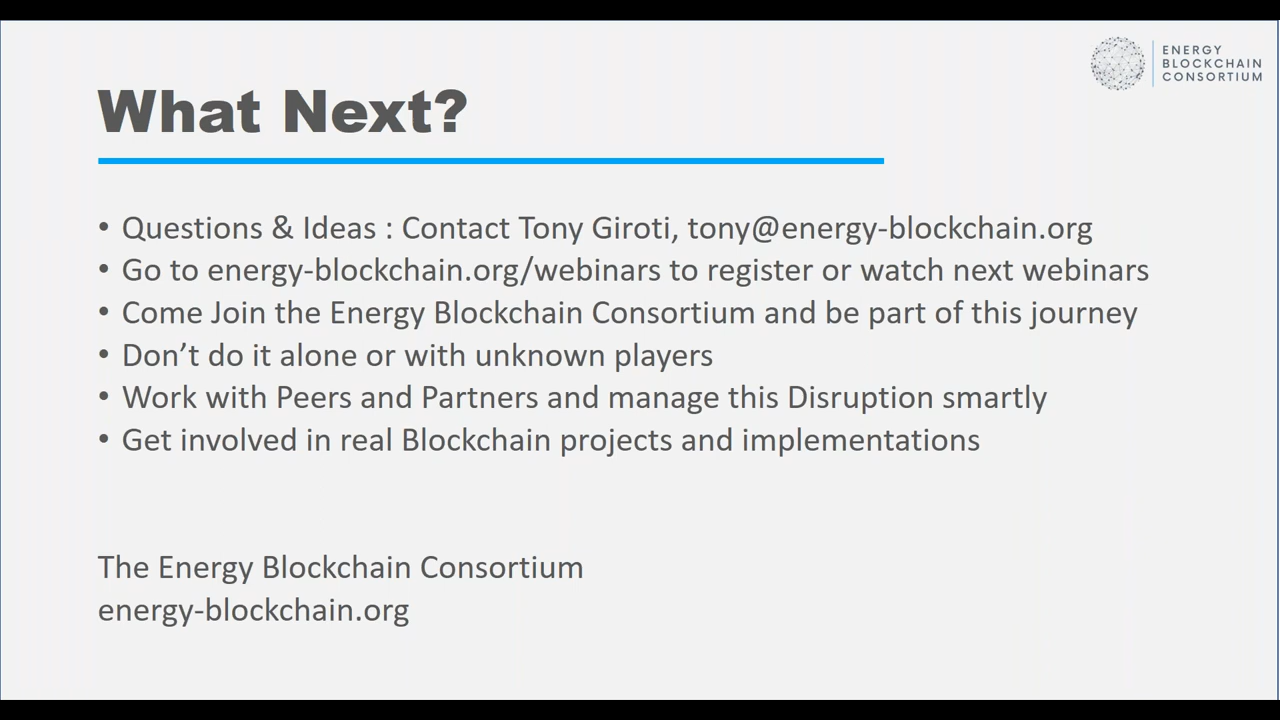 ENERGY
BLOCKCHAIN
CONSORTIUM
What Next?
• Questions & Ideas : Contact Tony Giroti, tony@energy-blockchain.org
• Go to energy-blockchain.org/webinars to register or watch next webinars
• Come Join the Energy Blockchain Consortium and be part of this journey
• Don’t do it alone or with unknown players
• Work with Peers and Partners and manage this Disruption smartly
• Get involved in real Blockchain projects and implementations
The Energy Blockchain Consortium
energy-blockchain.org